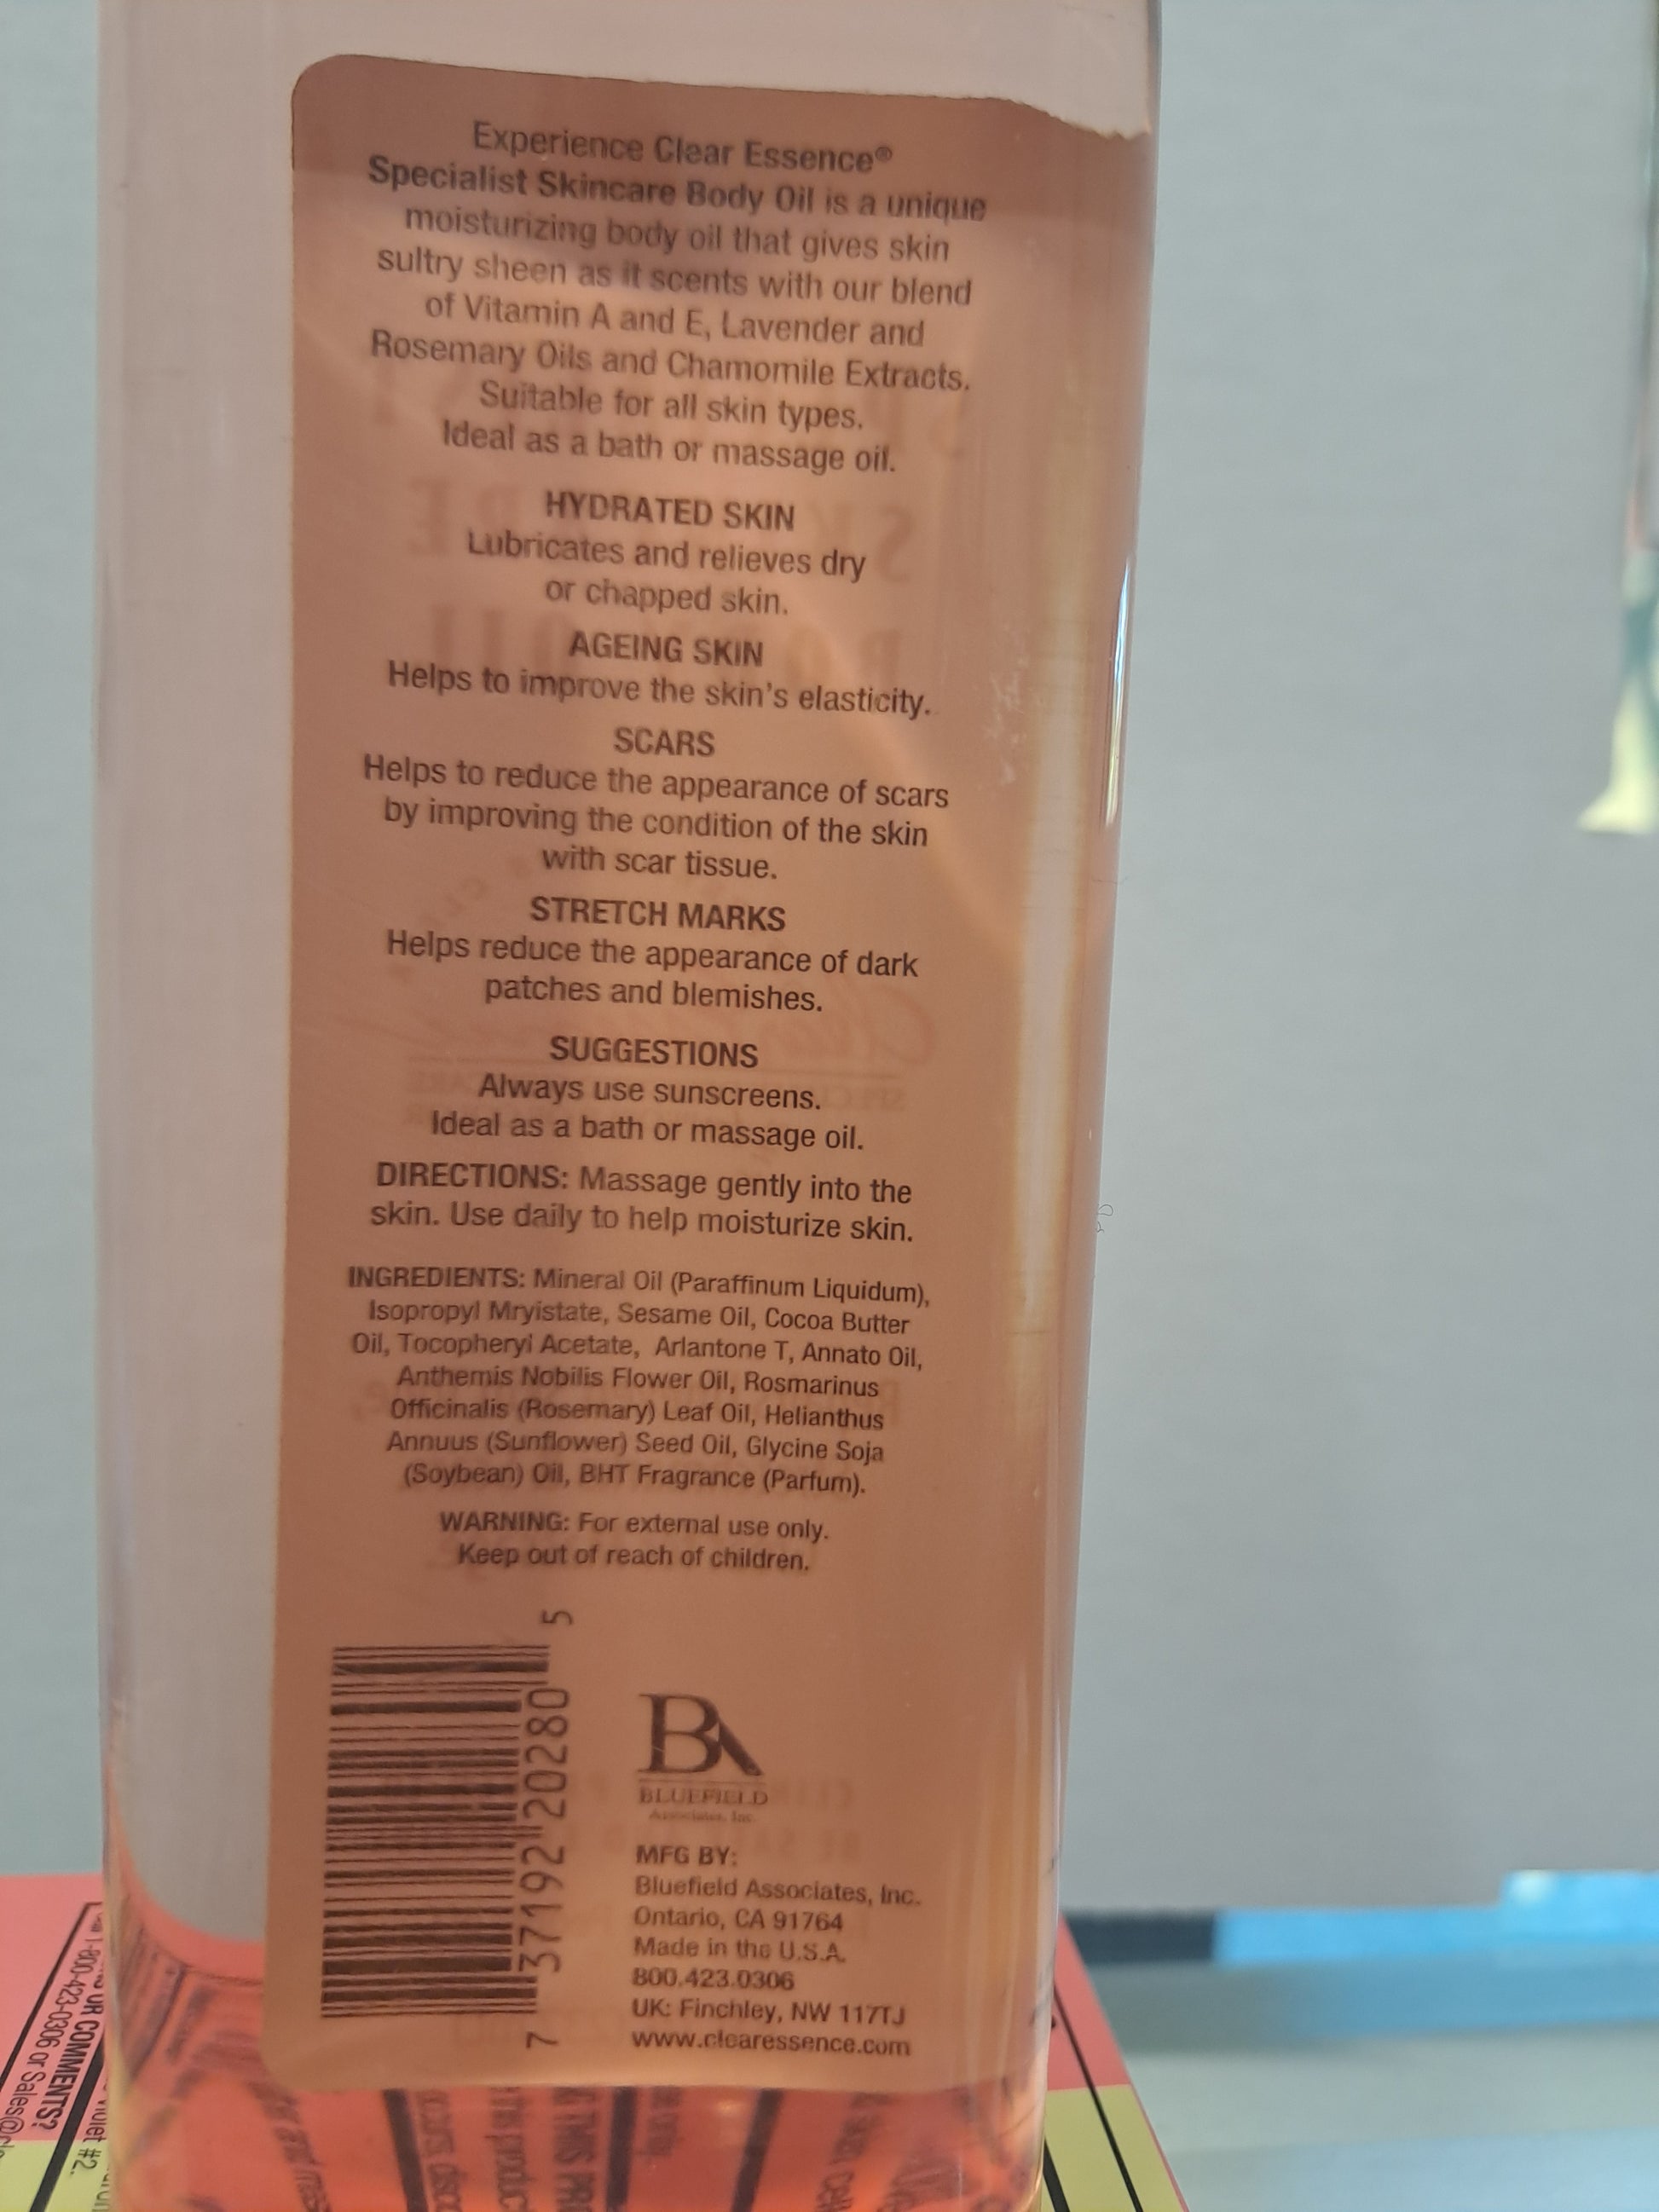 Experience Clear Essence®
Specialist Skincare Body Oil is a unique
moisturizing body oil that gives skin
sultry sheen as it scents with our blend
of Vitamin A and E, Lavender and
Rosemary Oils and Chamomile Extracts.
Suitable for all skin types.
Ideal as a bath or massage oil.
HYDRATED SKIN
Lubricates and relieves dry
or chapped skin.
AGEING SKIN
Helps to improve the skin's elasticity.
SCARS
Helps to reduce the appearance of scars
by improving the condition of the skin
with scar tissue.
STRETCH MARKS
Helps reduce the appearance of dark
patches and blemishes.
SUGGESTIONS
Always use sunscreens.
Ideal as a bath or massage oil.
DIRECTIONS: Massage gently into the
skin. Use daily to help moisturize skin.
INGREDIENTS: Mineral Oil (Paraffinum Liquidum),
Isopropyl Mryistate, Sesame Oil, Cocoa Butter
Oil, Tocopheryl Acetate, Arlantone T, Annato Oil,
Anthemis Nobilis Flower Oil, Rosmarinus
Officinalis (Rosemary) Leaf Oil, Helianthus
Annuus (Sunflower) Seed Oil, Glycine Soja
(Soybean) Oil, BHT Fragrance (Parfum).
WARNING: For external use only.
Keep out of reach of children.
7 37192 20280 5
BA
BLUEFIELD
Associates, Inc.
MFG BY:
Bluefield Associates, Inc.
Ontario, CA 91764
Made in the U.S.A.
800.423.0306
UK: Finchley, NW 117TJ
www.clearessence.com
OR COMMENTS?
1-800-423-0306 or Sales@
Violet #2.
THIS